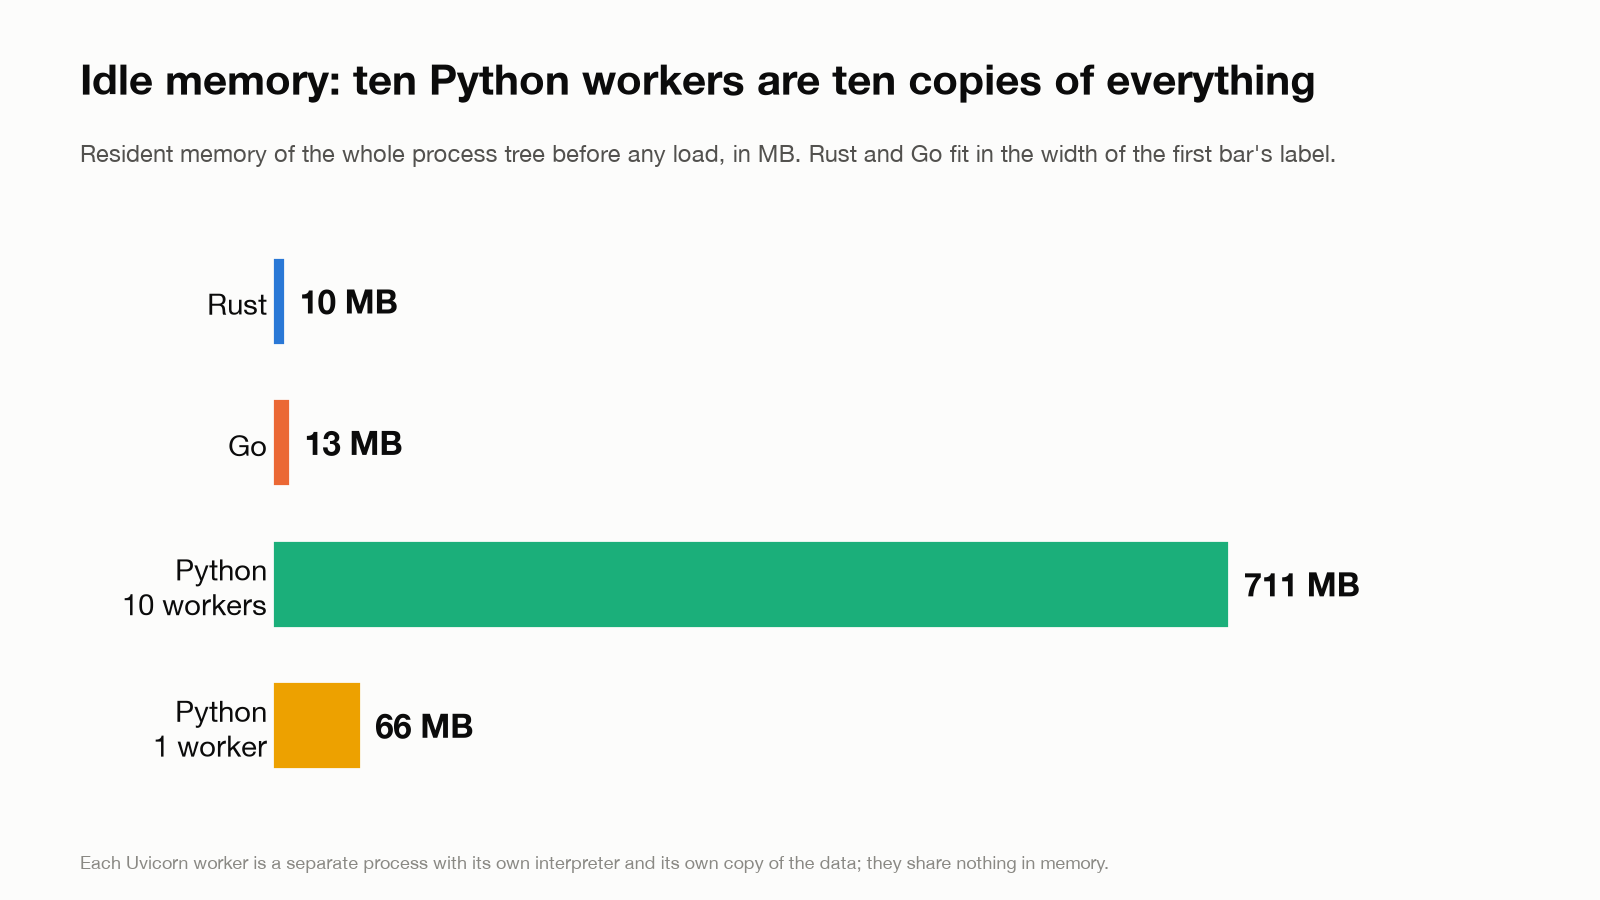 Idle memory: ten Python workers are ten copies of everything
Resident memory of the whole process tree before any load, in MB. Rust and Go fit in the width of the first bar's label.
Rust
10 MB
Go
13 MB
Python
10 workers
711 MB
Python
1 worker
66 MB
Each Uvicorn worker is a separate process with its own interpreter and its own copy of the data; they share nothing in memory.